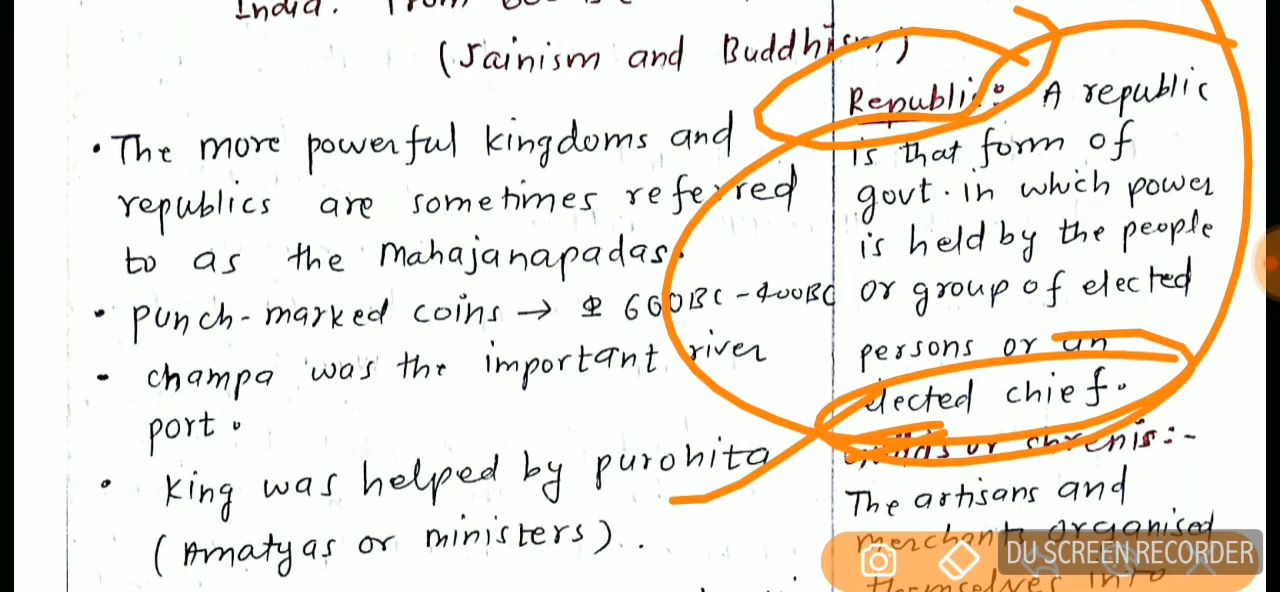 India.
(Jainism and Buddhism)
• The more powerful kingdoms and
republics are sometimes referred
to as the Mahajanapadas.
• punch-marked coins → 600BC-400BC
- champa was the important river
port.
• King was helped by purohita
(Amatyas or ministers).
Republic: A republic
is that form of
govt. in which power
is held by the people
or group of elected
persons or an
elected chief.
or shrenis:-
The artisans and
merchants organised
themselves into
DU SCREEN RECORDER